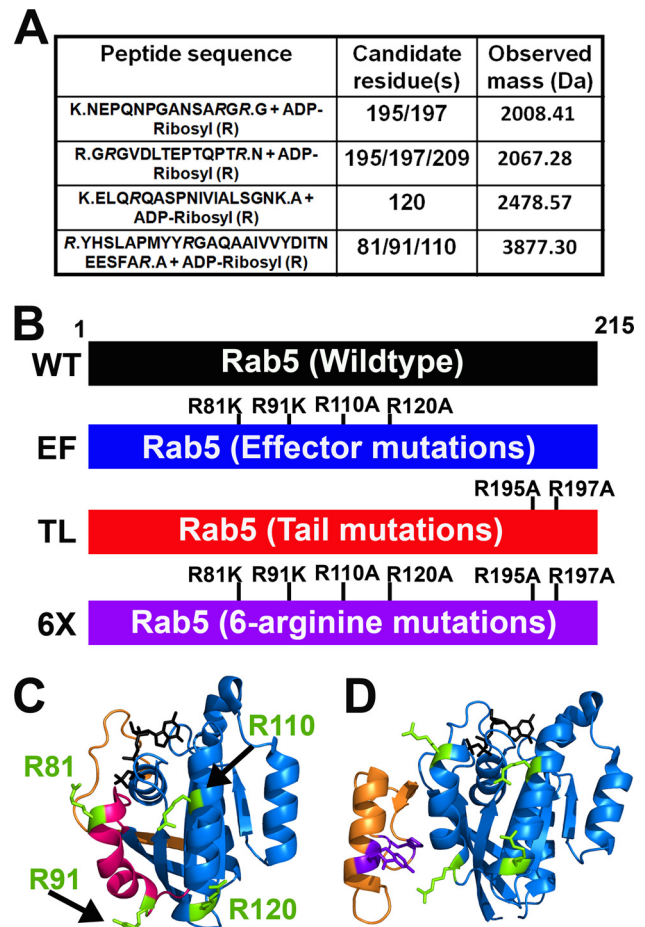 A
Peptide sequence
Candidate
residue(s)
Observed
mass (Da)
K.NEPQNPGANSARGR.G + ADP-
Ribosyl (R)
195/197
2008.41
R.GRGVDLTEPTQPTR.N + ADP-
Ribosyl (R)
195/197/209
2067.28
K.ELQRQASPNIVIALSGNK.A +
ADP-Ribosyl (R)
120
2478.57
R.YHSLAPMYYRGAQAAIVVYDITN
EESFAR.A + ADP-Ribosyl (R)
81/91/110
3877.30
B
1
215
WT
Rab5 (Wildtype)
R81K R91K R110A R120A
EF
Rab5 (Effector mutations)
R195A R197A
TL
Rab5 (Tail mutations)
R81K R91K R110A R120A R195A R197A
6X
Rab5 (6-arginine mutations)
C
D
R110
R81
R91
R120